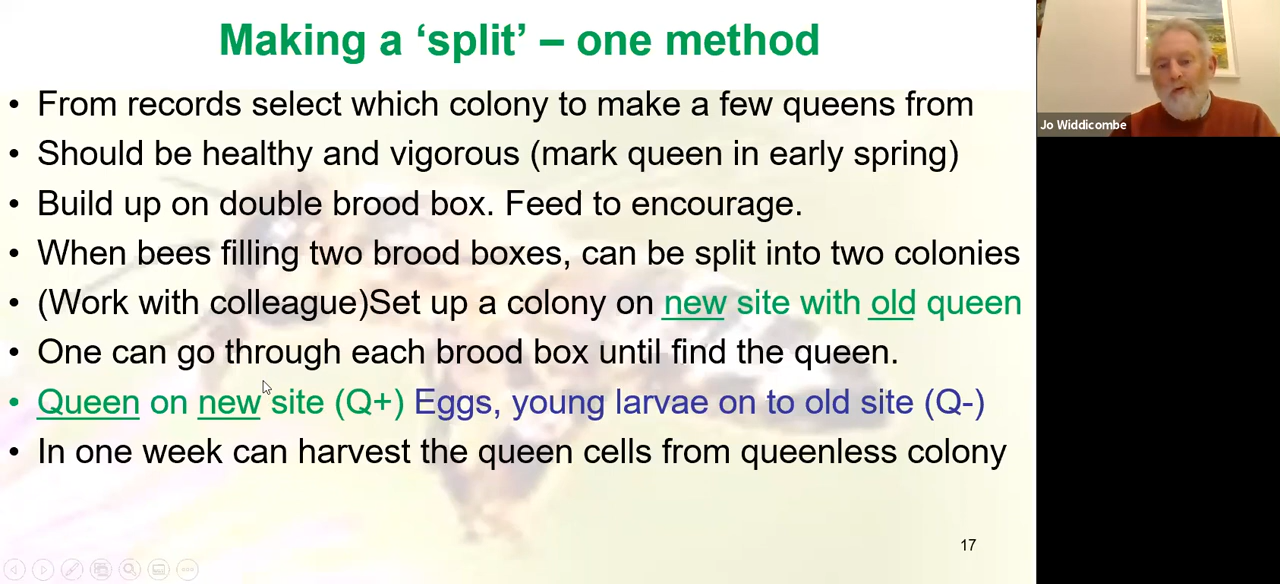 Making a ‘split’ – one method
• From records select which colony to make a few queens from
• Should be healthy and vigorous (mark queen in early spring)
• Build up on double brood box. Feed to encourage.
• When bees filling two brood boxes, can be split into two colonies
• (Work with colleague)Set up a colony on new site with old queen
• One can go through each brood box until find the queen.
• Queen on new site (Q+) Eggs, young larvae on to old site (Q-)
• In one week can harvest the queen cells from queenless colony
17
Jo Widdicombe